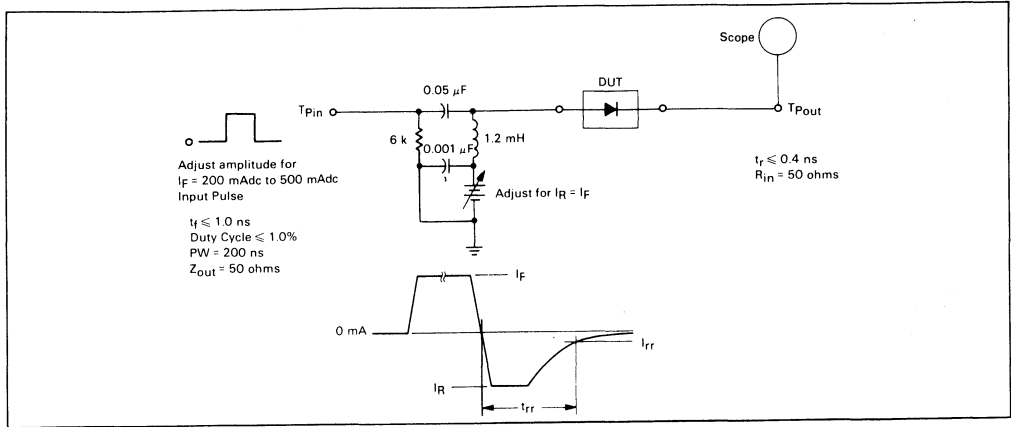 Scope
DUT
0.05 μF
TPin
TPout
6 k
0.001 μF
1.2 mH
Adjust for IR = IF
Adjust amplitude for
IF = 200 mAdc to 500 mAdc
Input Pulse
tf ≤ 1.0 ns
Duty Cycle ≤ 1.0%
PW = 200 ns
Zout = 50 ohms
tr ≤ 0.4 ns
Rin = 50 ohms
IF
0 mA
Irr
IR
trr